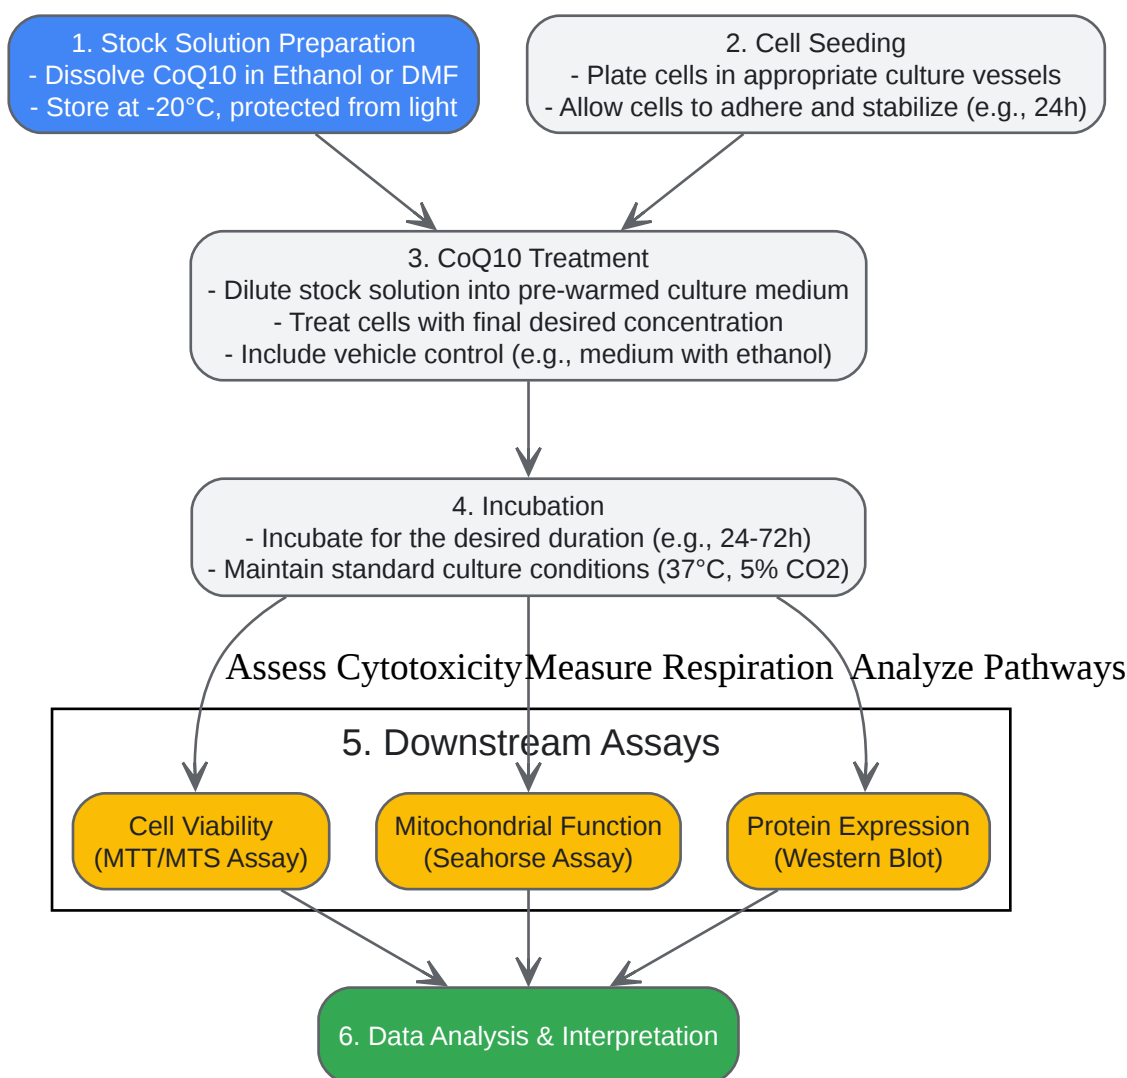 1. Stock Solution Preparation
- Dissolve CoQ10 in Ethanol or DMF
- Store at -20°C, protected from light
2. Cell Seeding
- Plate cells in appropriate culture vessels
- Allow cells to adhere and stabilize (e.g., 24h)
3. CoQ10 Treatment
- Dilute stock solution into pre-warmed culture medium
- Treat cells with final desired concentration
- Include vehicle control (e.g., medium with ethanol)
4. Incubation
- Incubate for the desired duration (e.g., 24-72h)
- Maintain standard culture conditions (37°C, 5% CO2)
Assess Cytotoxicity
Measure Respiration
Analyze Pathways
5. Downstream Assays
Cell Viability
(MTT/MTS Assay)
Mitochondrial Function
(Seahorse Assay)
Protein Expression
(Western Blot)
6. Data Analysis & Interpretation